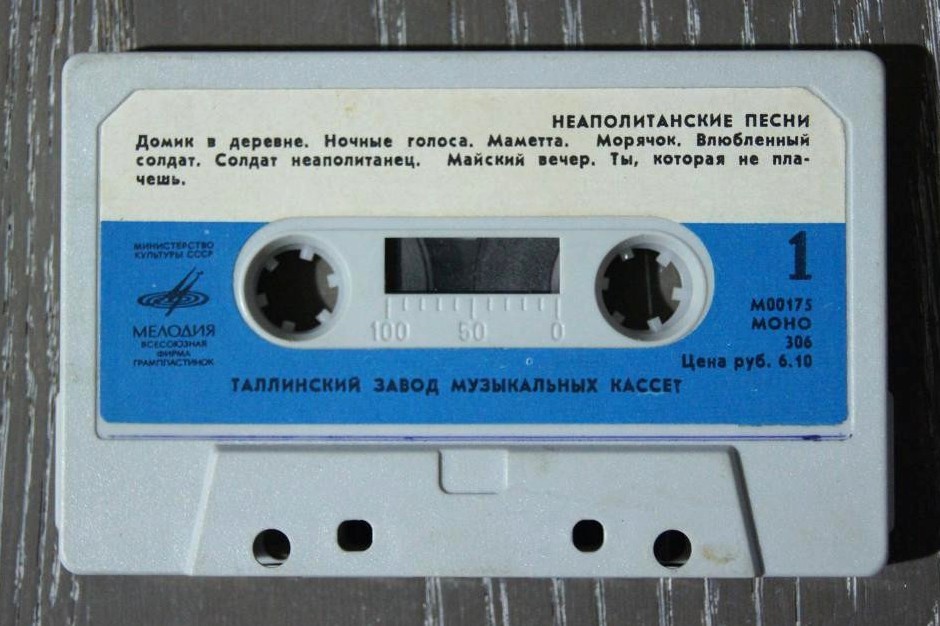 НЕАПОЛИТАНСКИЕ ПЕСНИ
Домик в деревне. Ночные голоса. Маметта. Морячок. Влюбленный
солдат. Солдат неаполитанец. Майский вечер. Ты, которая не пла-
чешь.
МИНИСТЕРСТВО
КУЛЬТУРЫ СССР
МЕЛОДИЯ
ВСЕСОЮЗНАЯ
ФИРМА
ГРАМПЛАСТИНОК
1
М00175
МОНО
306
Цена руб. 6.10
100 50 0
ТАЛЛИНСКИЙ ЗАВОД МУЗЫКАЛЬНЫХ КАССЕТ